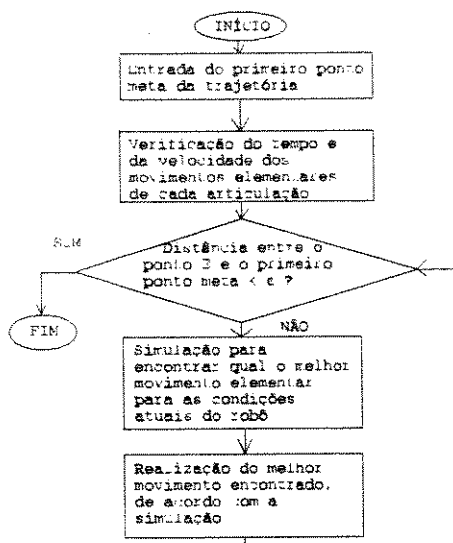 INÍCIO
Entrada do primeiro ponto
meta da trajetória
Verificação do tempo e
da velocidade dos
movimentos elementares
de cada articulação
SIM
Distância entre o
ponto B e o primeiro
ponto meta < ε ?
FIM
NÃO
Simulação para
encontrar qual o melhor
movimento elementar
para as condições
atuais do robô
Realização do melhor
movimento encontrado,
de acordo com a
simulação